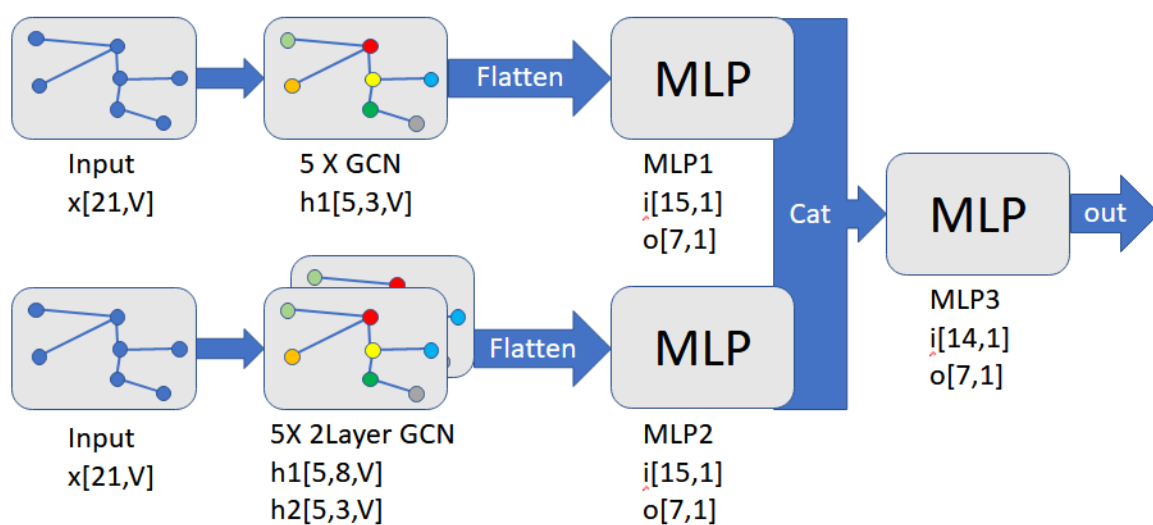 Input
x[21,V]
5 X GCN
h1[5,3,V]
Flatten
MLP
MLP1
i[15,1]
o[7,1]
Cat
MLP
MLP3
i[14,1]
o[7,1]
out
Input
x[21,V]
5X 2Layer GCN
h1[5,8,V]
h2[5,3,V]
Flatten
MLP
MLP2
i[15,1]
o[7,1]